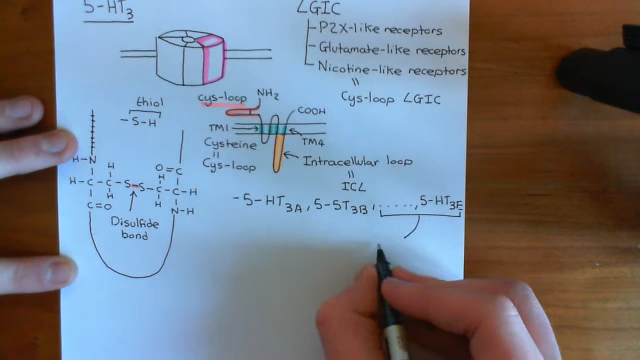 5-HT3
LGIC
P2X-like receptors
Glutamate-like receptors
Nicotine-like receptors
=
Cys-loop LGIC
thiol
-S-H
Cys-loop
NH2
COOH
TM1
TM4
Cysteine
=
Cys-loop
Intracellular loop
=
ICL
H-N
H H
H-C-C-S-S-C-C-H
H H
O=C
C=O
N-H
Disulfide
bond
-5-HT3A, 5-5T3B, ....., 5-HT3E